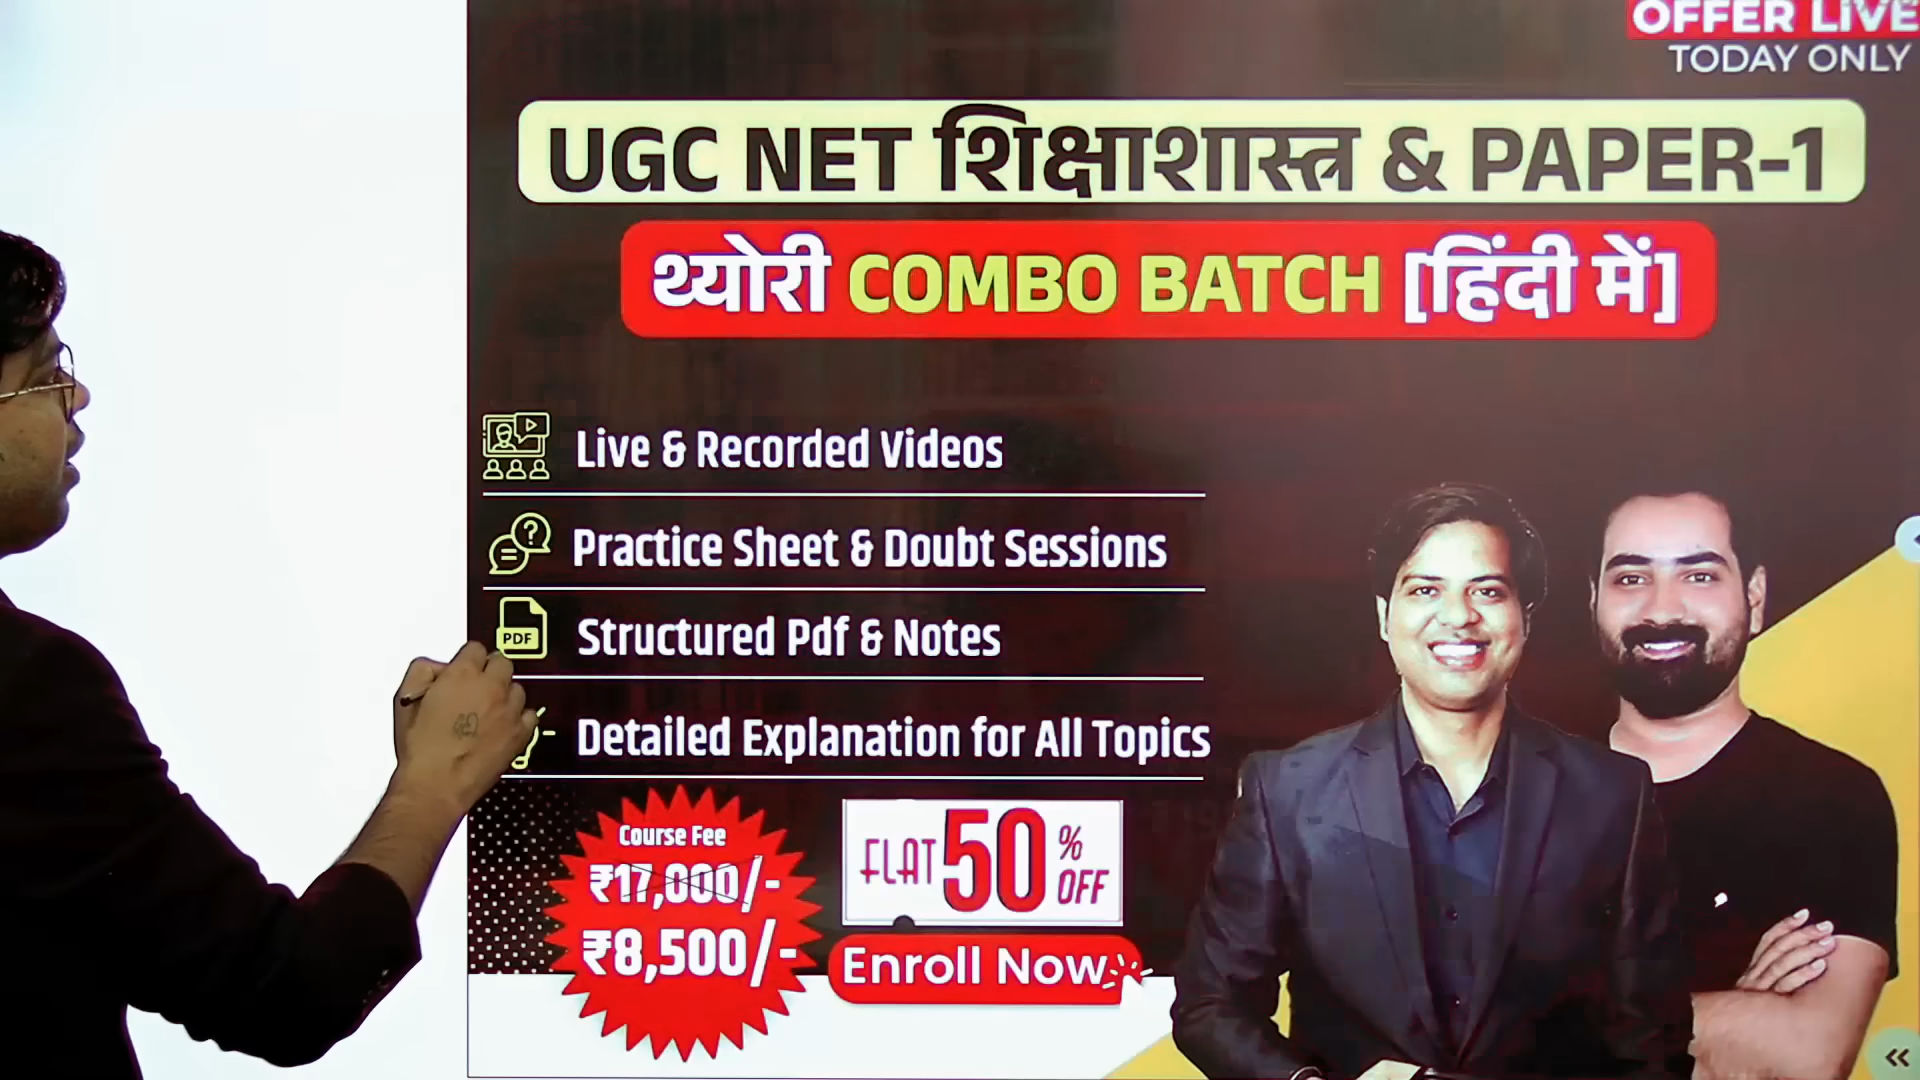 OFFER LIVE
TODAY ONLY
UGC NET शिक्षाशास्त्र & PAPER-1
थ्योरी COMBO BATCH [हिंदी में]
Live & Recorded Videos
Practice Sheet & Doubt Sessions
PDF
Structured Pdf & Notes
Detailed Explanation for All Topics
Course Fee
₹17,000/-
₹8,500/-
FLAT 50% OFF
Enroll Now